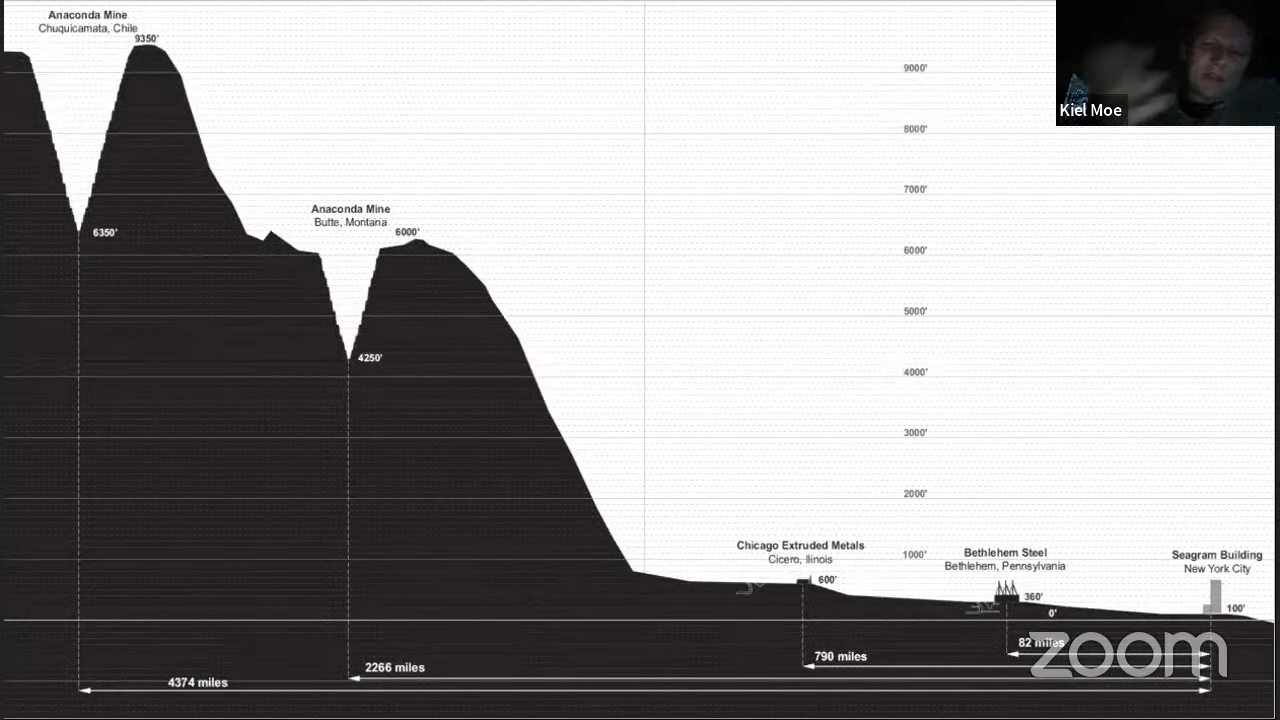 Anaconda Mine
Chuquicamata, Chile
9350'
6350'
Anaconda Mine
Butte, Montana
6000'
4250'
9000'
8000'
7000'
6000'
5000'
4000'
3000'
2000'
1000'
Chicago Extruded Metals
Cicero, Ilinois
600'
Bethlehem Steel
Bethlehem, Pennsylvania
360'
0'
Seagram Building
New York City
100'
82 miles
790 miles
2266 miles
4374 miles
Kiel Moe
zoom